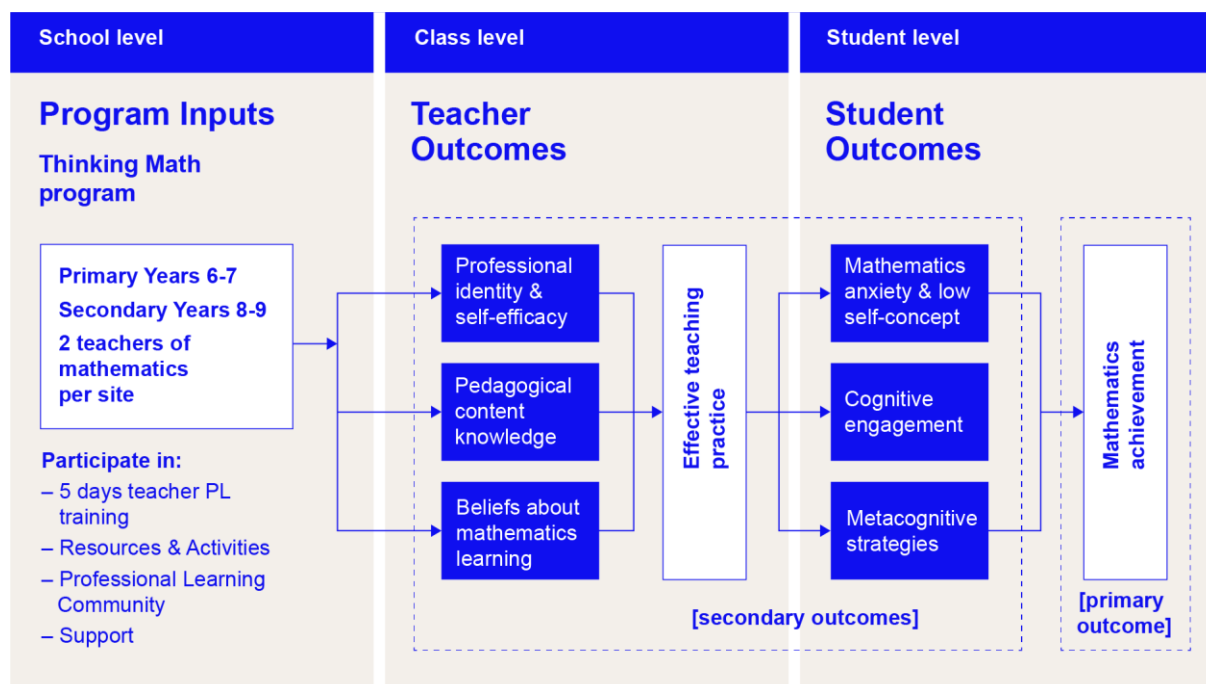 School level
Class level
Student level
Program Inputs
Thinking Math
program
Primary Years 6-7
Secondary Years 8-9
2 teachers of
mathematics
per site
Participate in:
– 5 days teacher PL
training
– Resources & Activities
– Professional Learning
Community
– Support
Teacher
Outcomes
Professional
identity &
self-efficacy
Pedagogical
content
knowledge
Beliefs about
mathematics
learning
Effective teaching
practice
Student
Outcomes
Mathematics
anxiety & low
self-concept
Cognitive
engagement
Metacognitive
strategies
[secondary outcomes]
Mathematics
achievement
[primary
outcome]